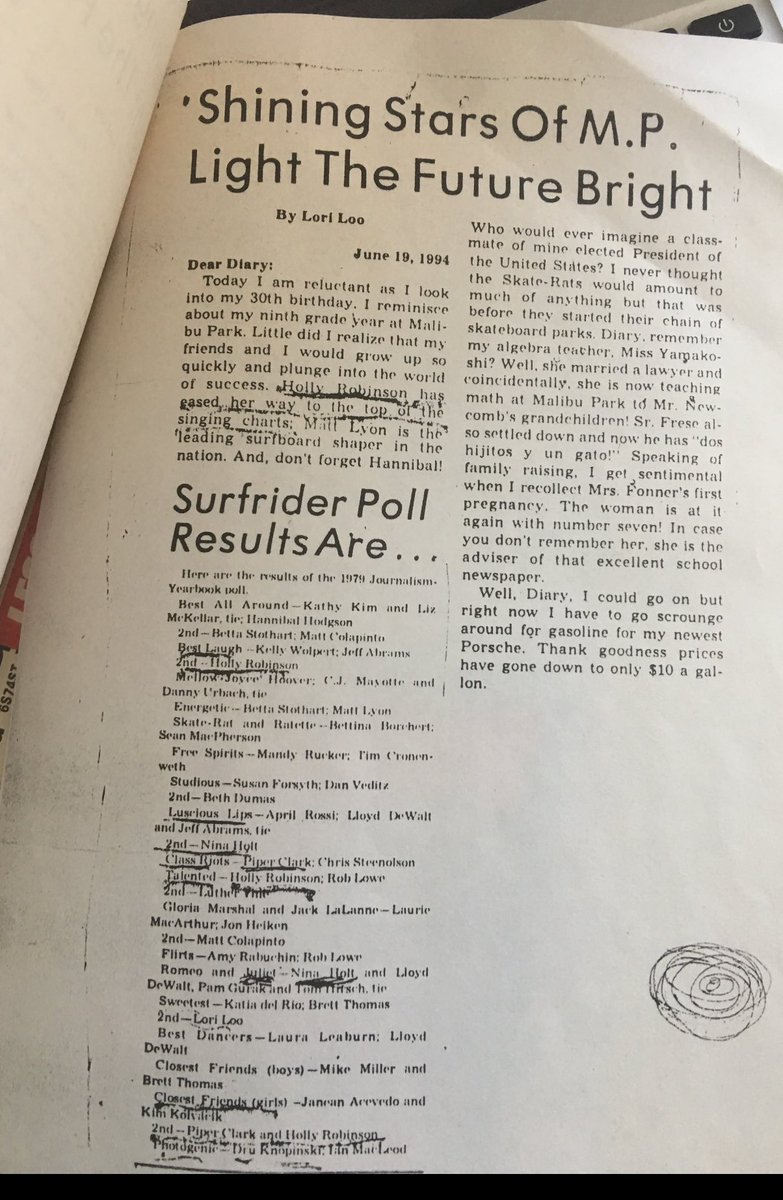 'Shining Stars Of M.P.
Light The Future Bright
By Lori Loo
June 19, 1994
Dear Diary:
Today I am reluctant as I look
into my 30th birthday. I reminisce
about my ninth grade year at Mali-
bu Park. Little did I realize that my
friends and I would grow up so
quickly and plunge into the world
of success. Holly Robinson has
eased her way to the top of the
singing charts; Matt Lyon is the
leading surfboard shaper in the
nation. And, don't forget Hannibal!
Who would ever imagine a class-
mate of mine elected President of
the United States? I never thought
the Skate-Rats would amount to
much of anything but that was
before they started their chain of
skateboard parks. Diary, remember
my algebra teacher, Miss Yamako-
shi? Well, she married a lawyer and
coincidentally, she is now teaching
math at Malibu Park to Mr. New-
comb's grandchildren! Sr. Frese al-
so settled down and now he has "dos
hijitos y un gato!" Speaking of
family raising, I get sentimental
when I recollect Mrs. Fonner's first
pregnancy. The woman is at it
again with number seven! In case
you don't remember her, she is the
adviser of that excellent school
newspaper.
Well, Diary, I could go on but
right now I have to go scrounge
around for gasoline for my newest
Porsche. Thank goodness prices
have gone down to only $10 a gal-
lon.
Surfrider Poll
Results Are . . .
Here are the results of the 1979 Journalism-
Yearbook poll.
Best All Around—Kathy Kim and Liz
McKellar, tie; Hannibal Hodgson
2nd—Betta Stothart; Matt Colapinto
Best Laugh—Kelly Wolpert; Jeff Abrams
2nd—Holly Robinson
Mellow-Joyce Hoover; C.J. Mayotte and
Danny Urbach, tie
Energetic—Betta Stothart; Matt Lyon
Skate-Rat and Ratette—Bettina Borchert;
Sean MacPherson
Free Spirits—Mandy Rucker; Tim Cronen-
weth
Studious—Susan Forsyth; Dan Veditz
2nd—Beth Dumas
Luscious Lips—April Rossi; Lloyd DeWalt
and Jeff Abrams, tie
2nd—Nina Holt
Class Riots—Piper Clark; Chris Steenolson
Talented—Holly Robinson; Rob Lowe
2nd—Luther
Gloria Marshal and Jack LaLanne—Laurie
MacArthur; Jon Heiken
2nd—Matt Colapinto
Flirts—Amy Rabuchin; Rob Lowe
Romeo and Juliet—Nina Holt and Lloyd
DeWalt, Pam Gurak and Tom Hirsch, tie
Sweetest—Katia del Rio; Brett Thomas
2nd—Lori Loo
Best Dancers—Laura Leaburn; Lloyd
DeWalt
Closest Friends (boys)—Mike Miller and
Brett Thomas
Closest Friends (girls)—Janean Acevedo and
Kim Kolvacik
2nd—Piper Clark and Holly Robinson
Photogenic—Dru Knopinski; Ian MacLeod